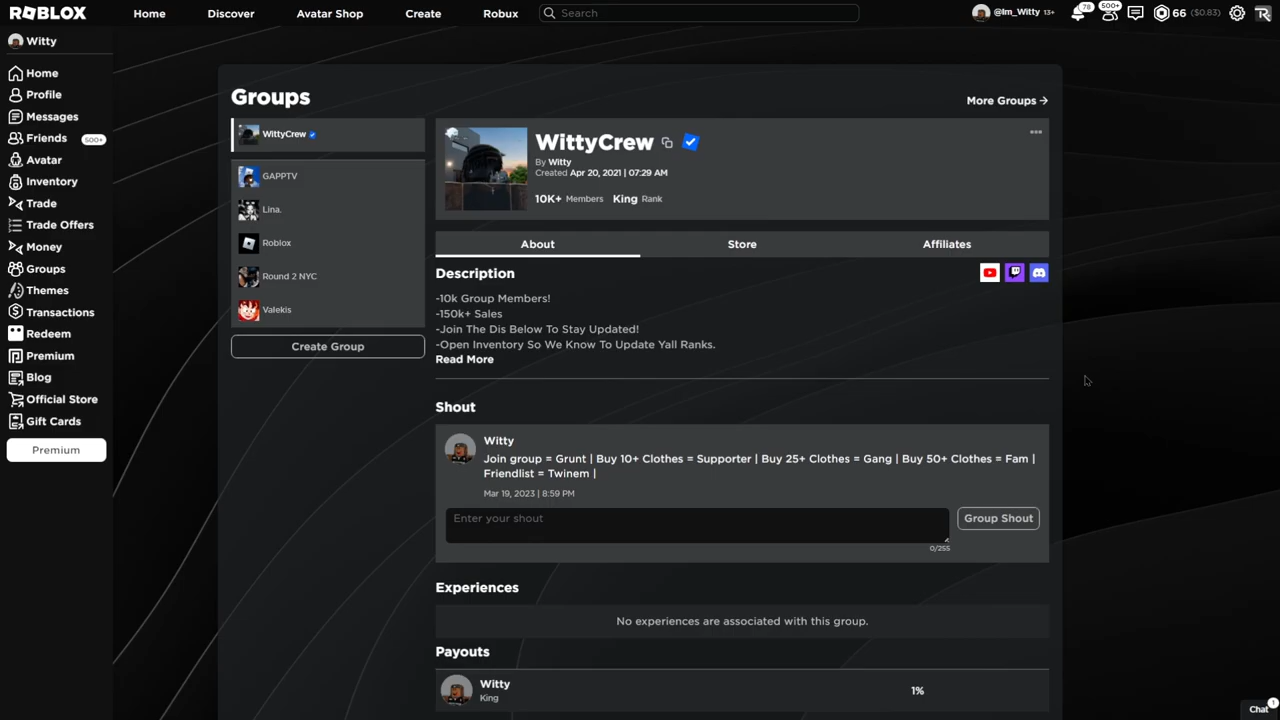 ROBLOX Home Discover Avatar Shop Create Robux Search @Im_Witty 13+ 78 500+ 66 ($0.83)
Witty
Home
Profile
Messages
Friends 500+
Avatar
Inventory
Trade
Trade Offers
Money
Groups
Themes
Transactions
Redeem
Premium
Blog
Official Store
Gift Cards
Premium
Groups
More Groups →
WittyCrew
GAPPTV
Lina.
Roblox
Round 2 NYC
Valekis
Create Group
WittyCrew
By Witty
Created Apr 20, 2021 | 07:29 AM
10K+ Members King Rank
About Store Affiliates
Description
-10k Group Members!
-150k+ Sales
-Join The Dis Below To Stay Updated!
-Open Inventory So We Know To Update Yall Ranks.
Read More
Shout
Witty
Join group = Grunt | Buy 10+ Clothes = Supporter | Buy 25+ Clothes = Gang | Buy 50+ Clothes = Fam |
Friendlist = Twinem |
Mar 19, 2023 | 8:59 PM
Enter your shout
Group Shout
0/255
Experiences
No experiences are associated with this group.
Payouts
Witty
King
1%
Chat